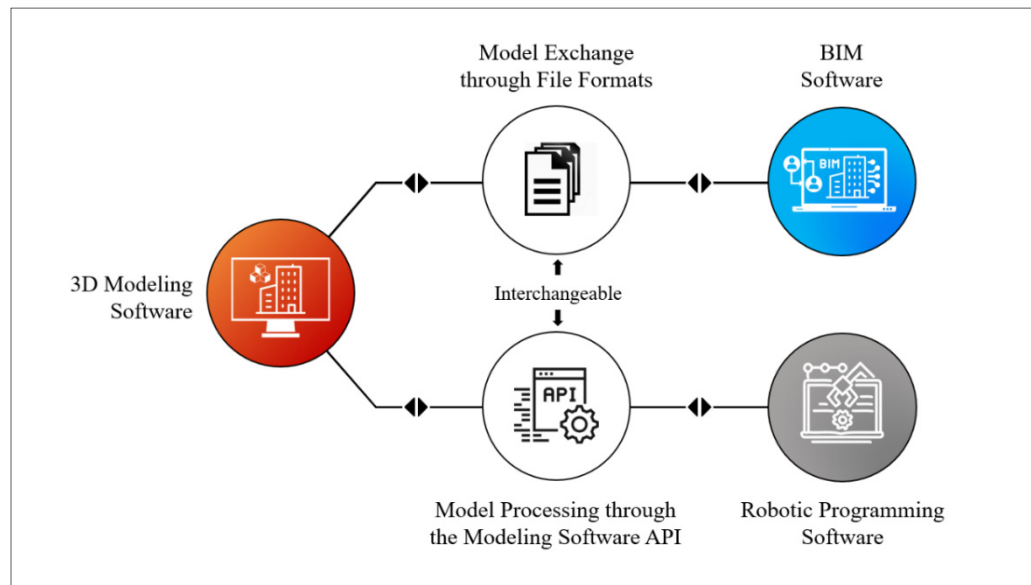 Model Exchange
through File Formats
BIM
Software
BIM
3D Modeling
Software
Interchangeable
API
Model Processing through
the Modeling Software API
Robotic Programming
Software